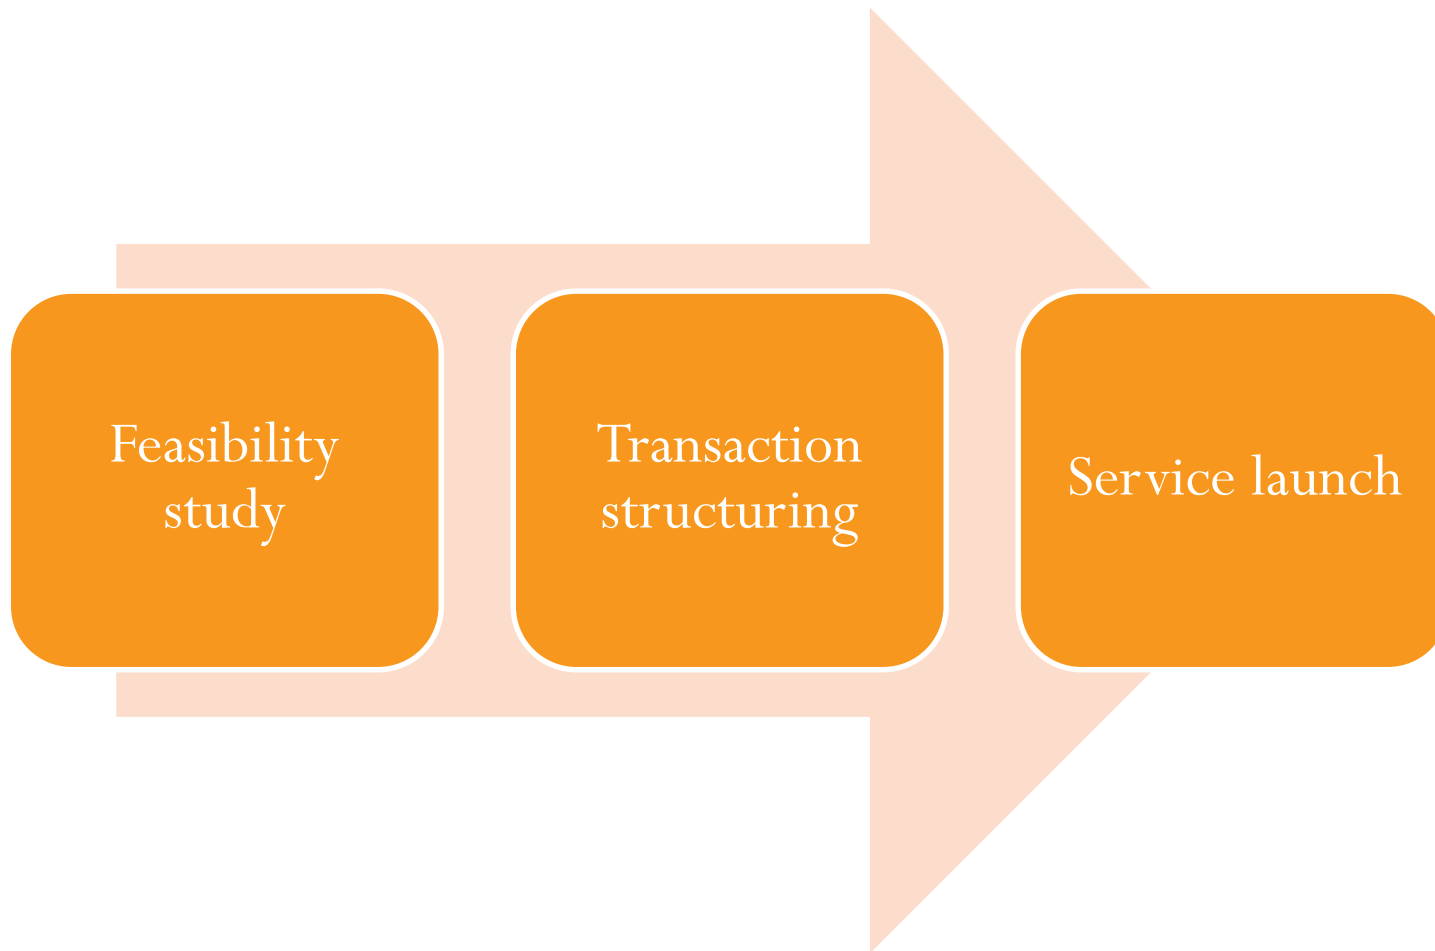 Feasibility
study
Transaction
structuring
Service launch